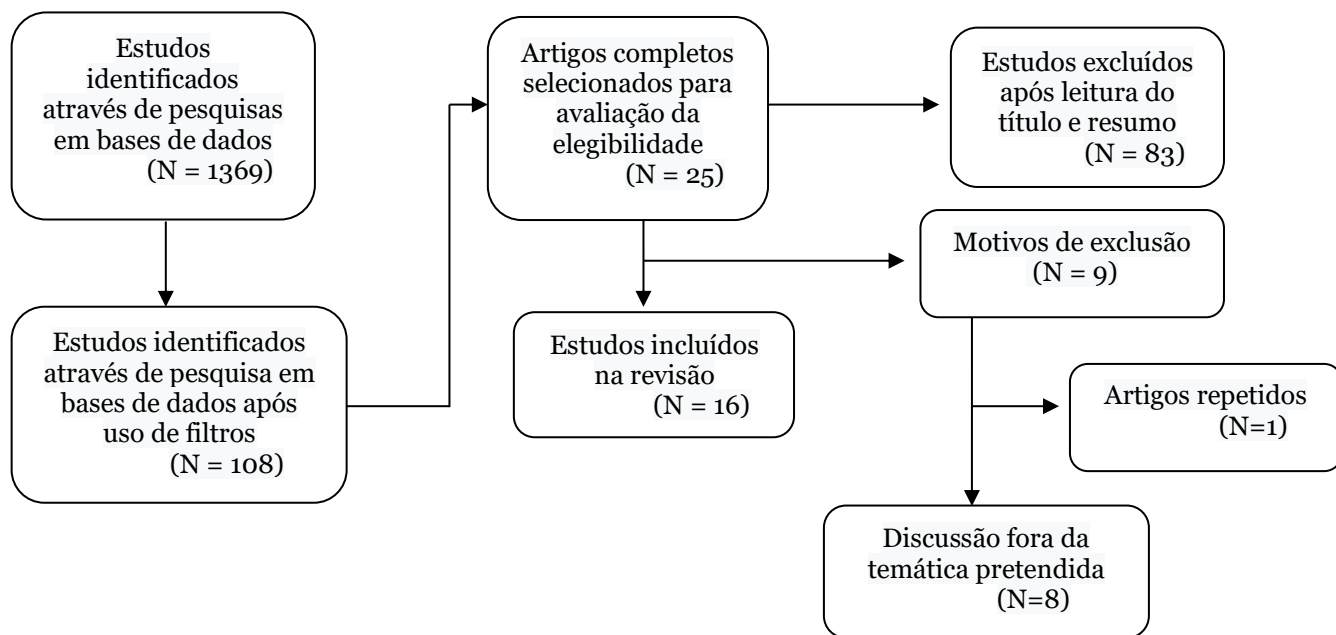 Estudos
identificados
através de pesquisas
em bases de dados
(N = 1369)
Estudos identificados
através de pesquisa em
bases de dados após
uso de filtros
(N = 108)
Artigos completos
selecionados para
avaliação da
elegibilidade
(N = 25)
Estudos excluídos
após leitura do
título e resumo
(N = 83)
Motivos de exclusão
(N = 9)
Estudos incluídos
na revisão
(N = 16)
Artigos repetidos
(N=1)
Discussão fora da
temática pretendida
(N=8)